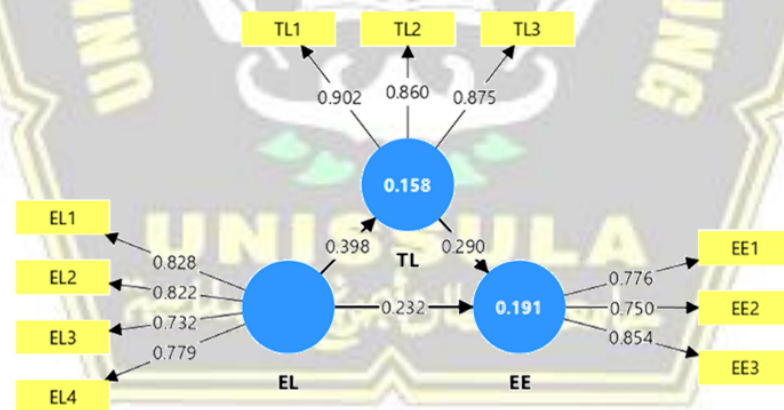 TL1 TL2 TL3
0.902 0.860 0.875
0.158
EL1
0.828
EL2
0.822
EL3
0.732
EL4
0.779
0.398
TL
0.290
0.232
EL
0.191
EE
EE1
0.776
EE2
0.750
EE3
0.854
UNISSULA